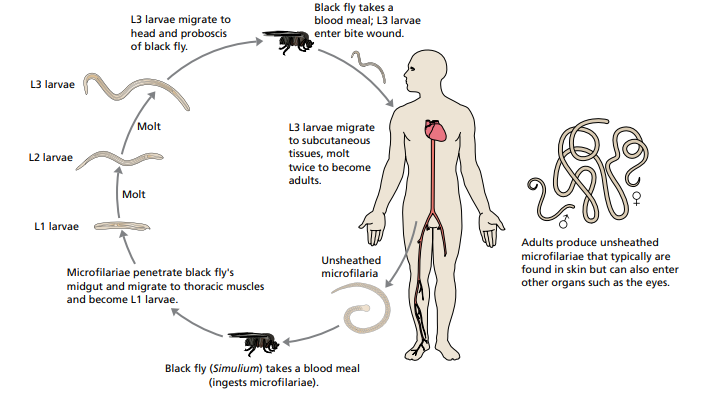 L3 larvae migrate to
head and proboscis
of black fly.
Black fly takes a
blood meal; L3 larvae
enter bite wound.
L3 larvae
Molt
L2 larvae
Molt
L1 larvae
L3 larvae migrate
to subcutaneous
tissues, molt
twice to become
adults.
♀
♂
Adults produce unsheathed
microfilariae that typically are
found in skin but can also enter
other organs such as the eyes.
Unsheathed
microfilaria
Microfilariae penetrate black fly's
midgut and migrate to thoracic muscles
and become L1 larvae.
Black fly (Simulium) takes a blood meal
(ingests microfilariae).